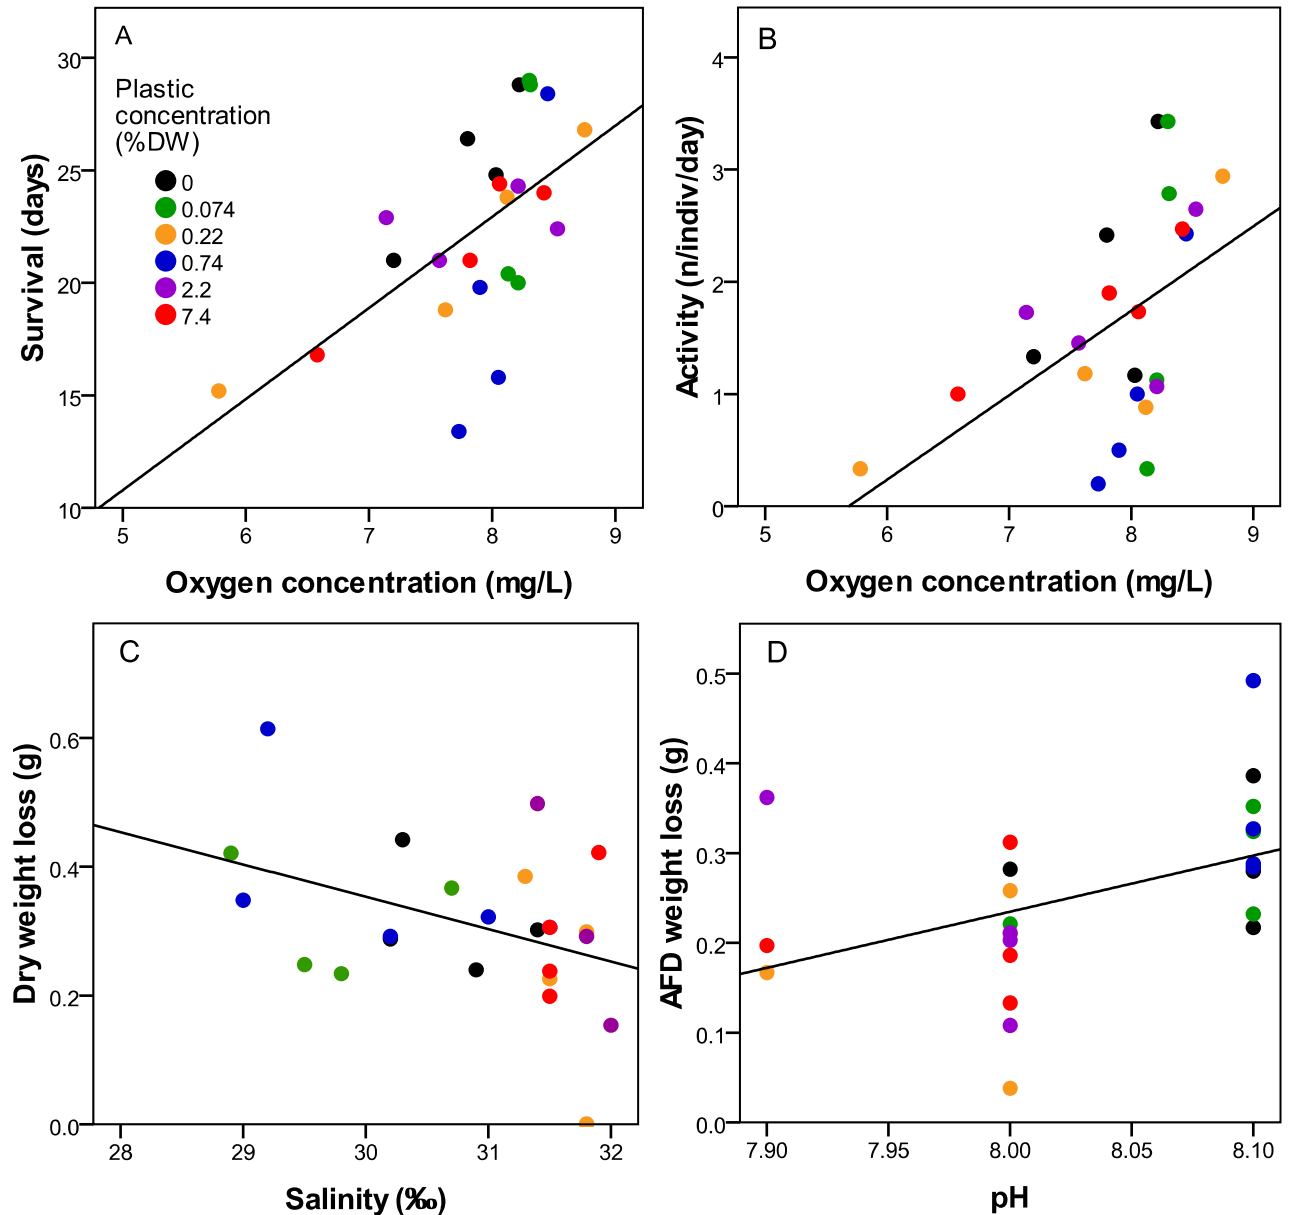 A
Plastic
concentration
(%DW)
0
0.074
0.22
0.74
2.2
7.4
Survival (days)
30
25
20
15
10
5 6 7 8 9
Oxygen concentration (mg/L)
B
Activity (n/indiv/day)
4
3
2
1
0
5 6 7 8 9
Oxygen concentration (mg/L)
C
Dry weight loss (g)
0.6
0.4
0.2
0.0
28 29 30 31 32
Salinity (‰)
D
AFD weight loss (g)
0.5
0.4
0.3
0.2
0.1
0.0
7.90 7.95 8.00 8.05 8.10
pH